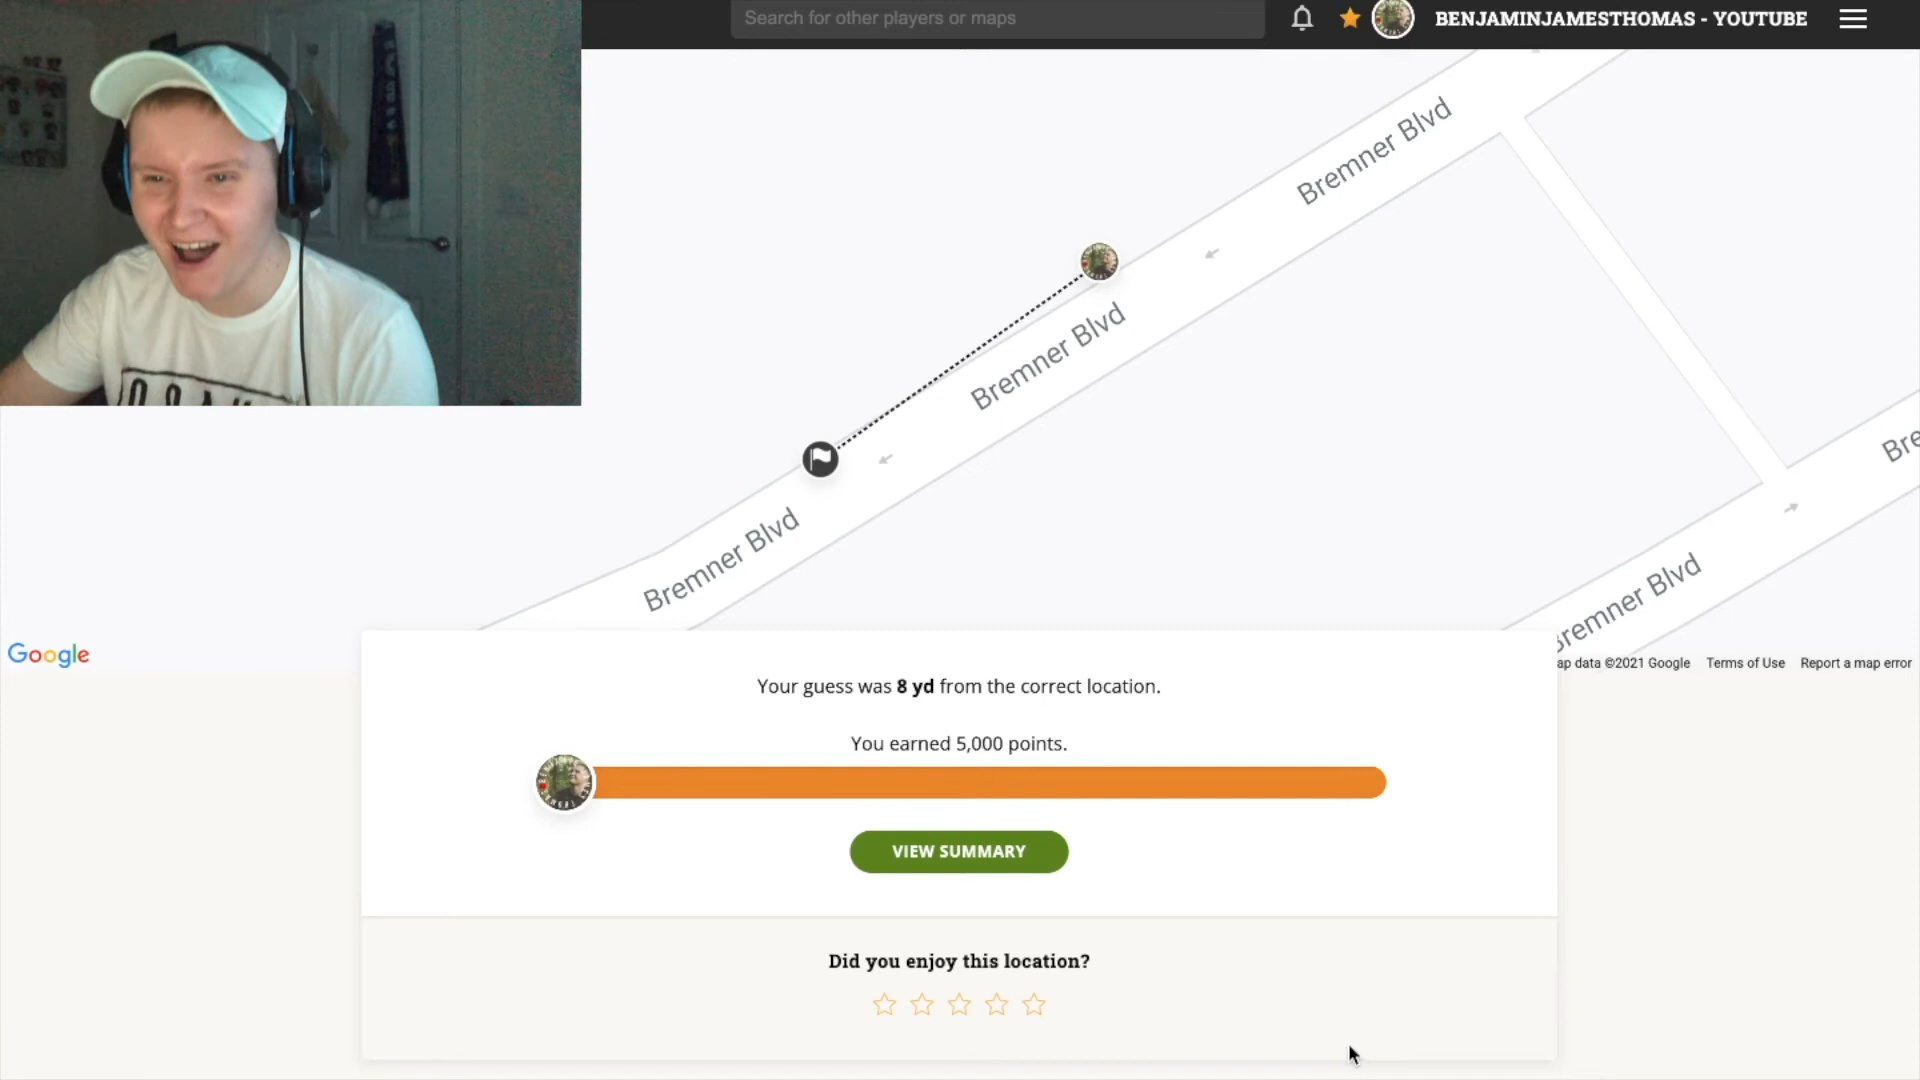 Search for other players or maps
BENJAMINJAMESTHOMAS - YOUTUBE
Bremner Blvd
Bremner Blvd
Bremner Blvd
Bremner Blvd
Google
ap data ©2021 Google Terms of Use Report a map error
Your guess was 8 yd from the correct location.
You earned 5,000 points.
VIEW SUMMARY
Did you enjoy this location?